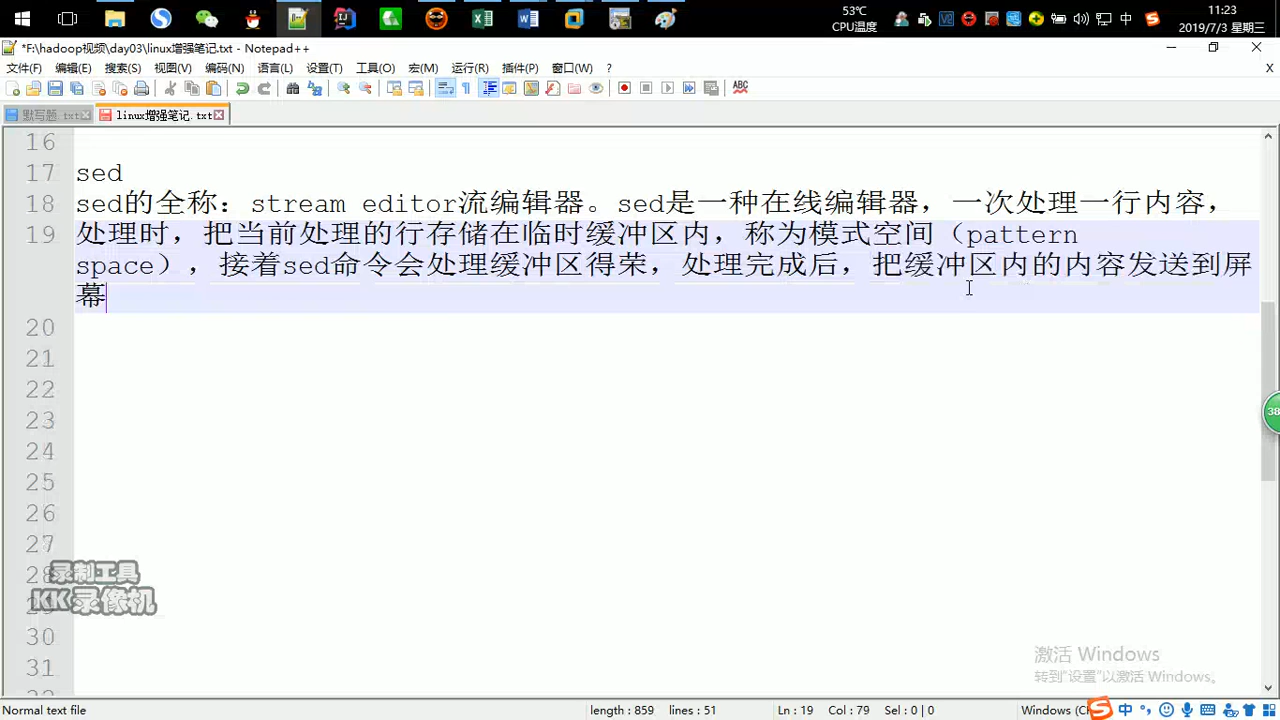 53℃
CPU温度
中
11:23
2019/7/3 星期三
*F:\hadoop视频\day03\linux增强笔记.txt - Notepad++
文件(F) 编辑(E) 搜索(S) 视图(V) 编码(N) 语言(L) 设置(T) 工具(O) 宏(M) 运行(R) 插件(P) 窗口(W) ? X
ABC
默写题.txt linux增强笔记.txt
16
17 sed
18 sed的全称：stream editor流编辑器。sed是一种在线编辑器，一次处理一行内容，
19 处理时，把当前处理的行存储在临时缓冲区内，称为模式空间（pattern
space），接着sed命令会处理缓冲区得荣，处理完成后，把缓冲区内的内容发送到屏
幕
20
21
22
23
24
25
26
27
28
录制工具
KK录像机
30
31
38
激活 Windows
转到"设置"以激活 Windows。
Normal text file length : 859 lines : 51 Ln : 19 Col : 79 Sel : 0 | 0 Windows (CR 中